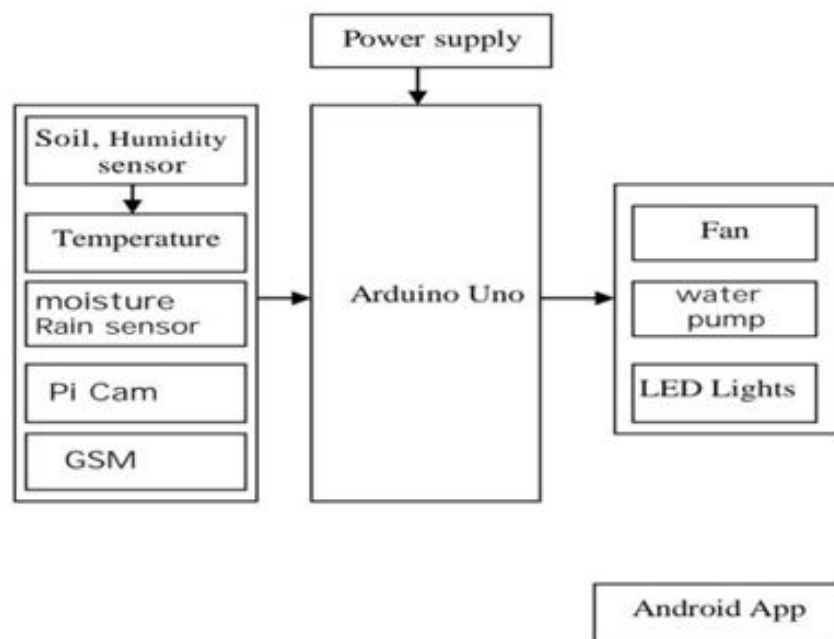 Power supply
Soil, Humidity
sensor
Temperature
moisture
Rain sensor
Pi Cam
GSM
Arduino Uno
Fan
water
pump
LED Lights
Android App